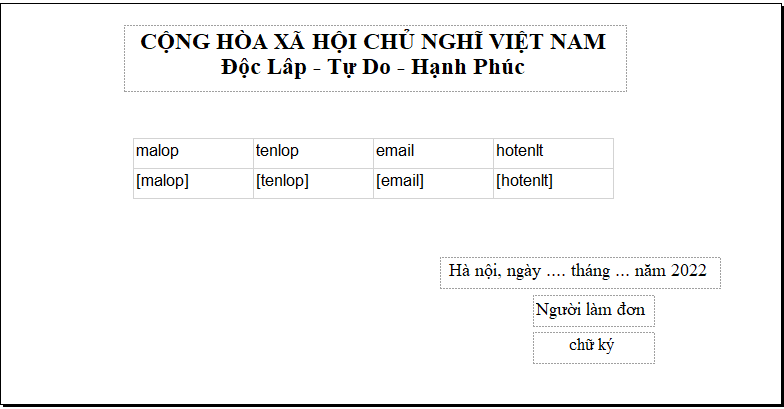 CỘNG HÒA XÃ HỘI CHỦ NGHĨ VIỆT NAM
Độc Lâp - Tự Do - Hạnh Phúc
malop tenlop email hotenlt
[malop] [tenlop] [email] [hotenlt]
Hà nội, ngày .... tháng ... năm 2022
Người làm đơn
chữ ký